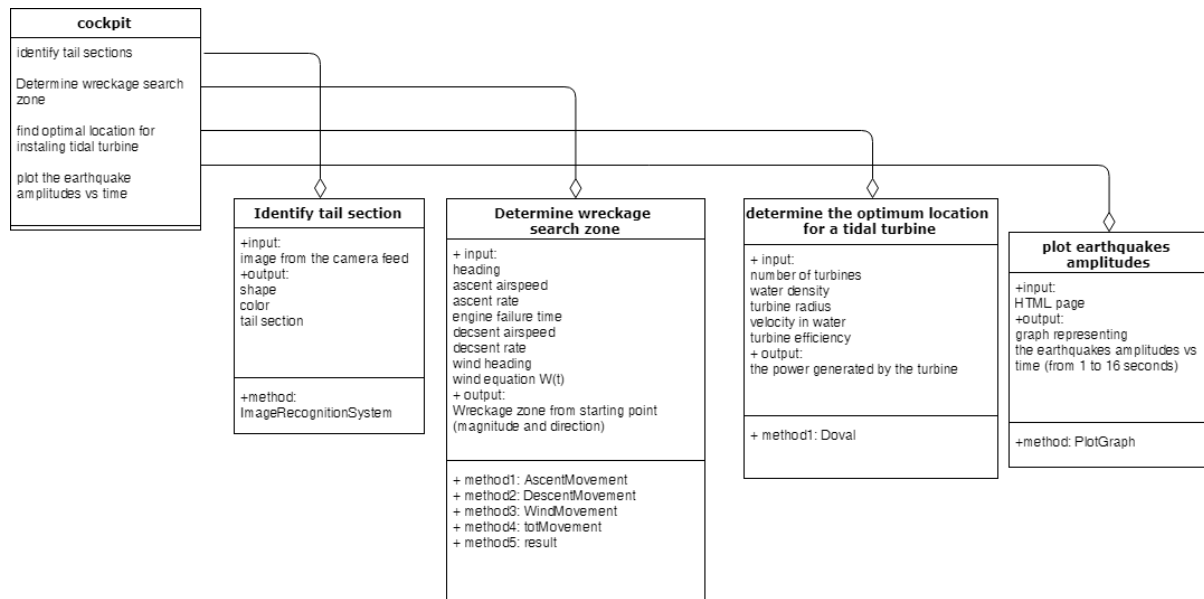 cockpit
identify tail sections
Determine wreckage search
zone
find optimal location for
instaling tidal turbine
plot the earthquake
amplitudes vs time
Identify tail section
+input:
image from the camera feed
+output:
shape
color
tail section
+method:
ImageRecognitionSystem
Determine wreckage
search zone
+ input:
heading
ascent airspeed
ascent rate
engine failure time
decsent airspeed
decsent rate
wind heading
wind equation W(t)
+ output:
Wreckage zone from starting point
(magnitude and direction)
+ method1: AscentMovement
+ method2: DescentMovement
+ method3: WindMovement
+ method4: totMovement
+ method5: result
determine the optimum location
for a tidal turbine
+ input:
number of turbines
water density
turbine radius
velocity in water
turbine efficiency
+ output:
the power generated by the turbine
+ method1: Doval
plot earthquakes
amplitudes
+input:
HTML page
+output:
graph representing
the earthquakes amplitudes vs
time (from 1 to 16 seconds)
+method: PlotGraph